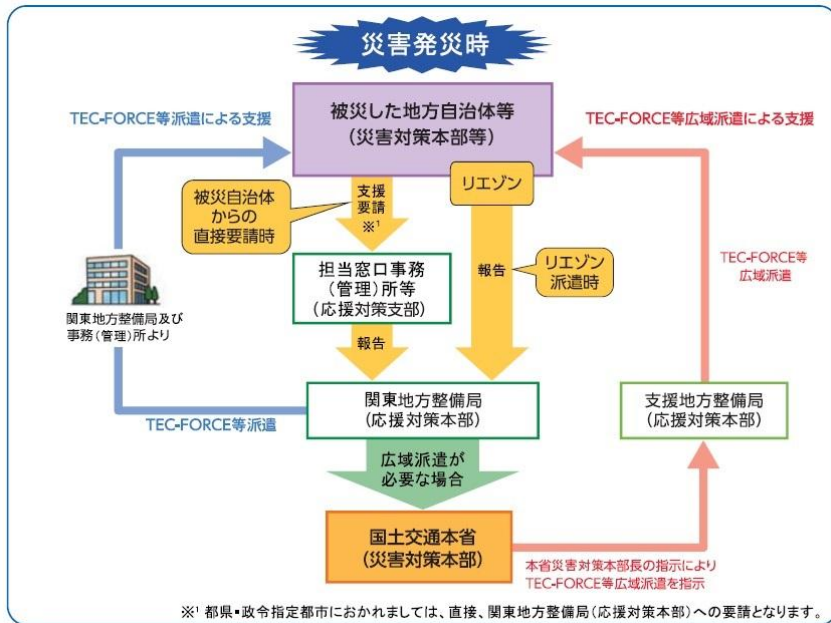 災害発災時
被災した地方自治体等
(災害対策本部等)
TEC-FORCE等派遣による支援
TEC-FORCE等広域派遣による支援
被災自治体
からの
直接要請時
支援
要請
※1
リエゾン
担当窓口事務
(管理)所等
(応援対策支部)
報告
リエゾン
派遣時
TEC-FORCE等
広域派遣
関東地方整備局及び
事務(管理)所より
報告
関東地方整備局
(応援対策本部)
支援地方整備局
(応援対策本部)
TEC-FORCE等派遣
広域派遣が
必要な場合
国土交通本省
(災害対策本部)
本省災害対策本部長の指示により
TEC-FORCE等広域派遣を指示
※1 都県・政令指定都市におかれましては、直接、関東地方整備局(応援対策本部)への要請となります。